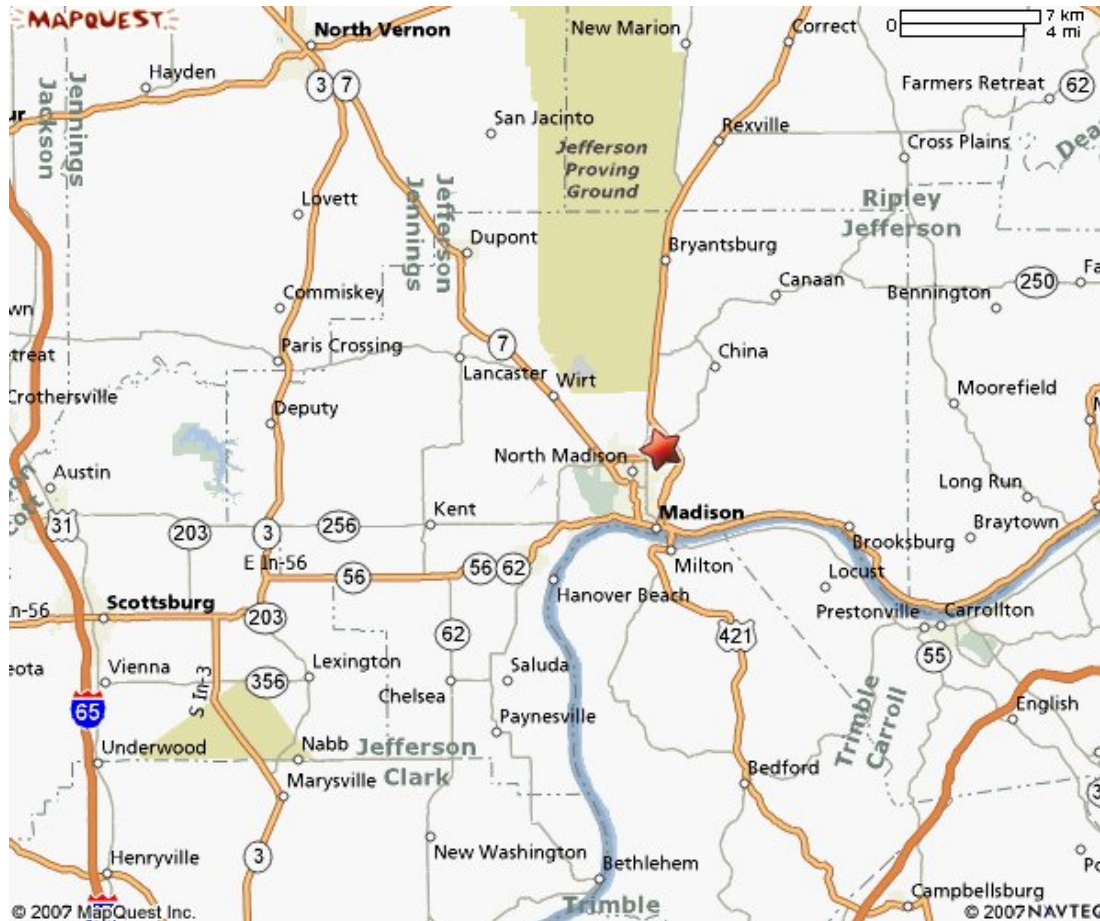 MAPQUEST
7 km
0
4 mi
North Vernon
New Marion
Correct
Hayden
Farmers Retreat
62
3
7
Jennings
Jackson
San Jacinto
Rexville
Jefferson
Proving
Ground
Cross Plains
Lovett
Jefferson
Jennings
Ripley
Jefferson
Dupont
Bryantsburg
Canaan
250
Bennington
Commiskey
7
Paris Crossing
China
Lancaster
Wirt
Crothersville
Moorefield
Deputy
North Madison
Austin
Long Run
31
Kent
Madison
Braytown
203
3
256
Brooksburg
E In-56
56
56
62
Milton
Locust
Hanover Beach
Scottsburg
203
Prestonville
Carrollton
62
421
55
Vienna
356
Lexington
Saluda
Chelsea
S In-3
65
English
Paynesville
Trimble
Carroll
Underwood
Nabb
Jefferson
Clark
Marysville
Bedford
3
New Washington
Henryville
Bethlehem
Campbellsburg
Trimble
© 2007 MapQuest Inc.
© 2007 NAVTEQ